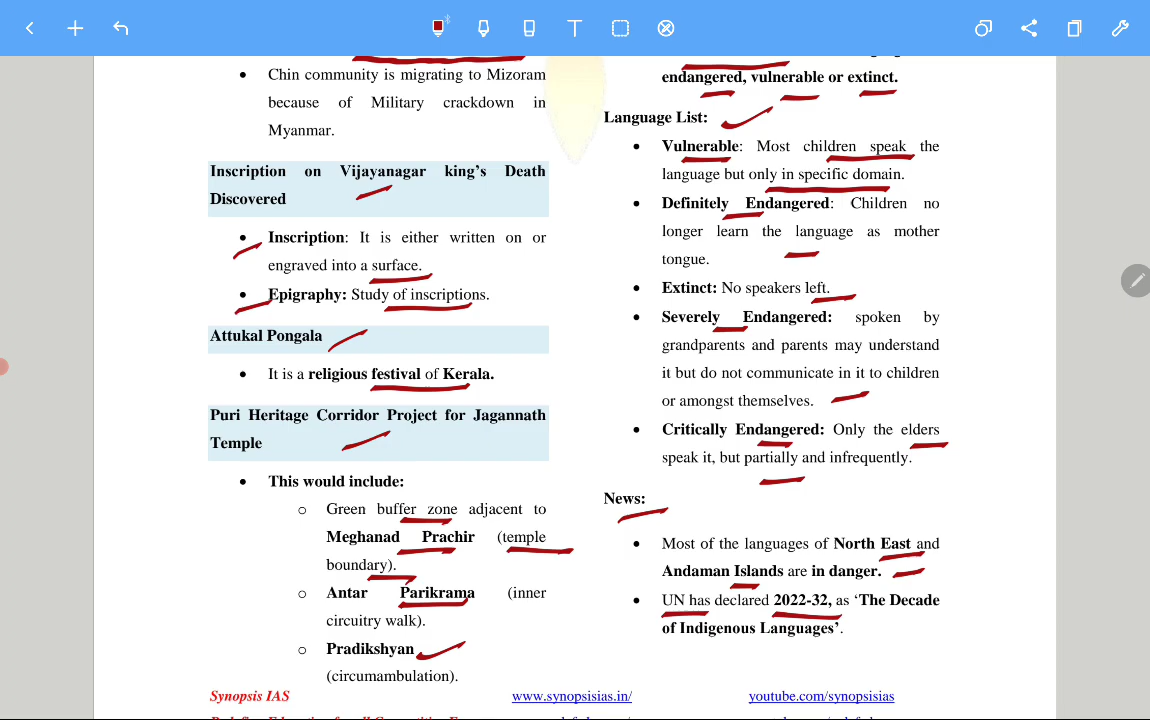 Chin community is migrating to Mizoram
because of Military crackdown in
Myanmar.
Inscription on Vijayanagar king's Death
Discovered
Inscription: It is either written on or
engraved into a surface.
Epigraphy: Study of inscriptions.
Attukal Pongala
It is a religious festival of Kerala.
Puri Heritage Corridor Project for Jagannath
Temple
This would include:
Green buffer zone adjacent to
Meghanad Prachir (temple
boundary).
Antar Parikrama (inner
circuitry walk).
Pradikshyan
(circumambulation).
endangered, vulnerable or extinct.
Language List:
Vulnerable: Most children speak the
language but only in specific domain.
Definitely Endangered: Children no
longer learn the language as mother
tongue.
Extinct: No speakers left.
Severely Endangered: spoken by
grandparents and parents may understand
it but do not communicate in it to children
or amongst themselves.
Critically Endangered: Only the elders
speak it, but partially and infrequently.
News:
Most of the languages of North East and
Andaman Islands are in danger.
UN has declared 2022-32, as 'The Decade
of Indigenous Languages'.
Synopsis IAS www.synopsisias.in/ youtube.com/synopsisias